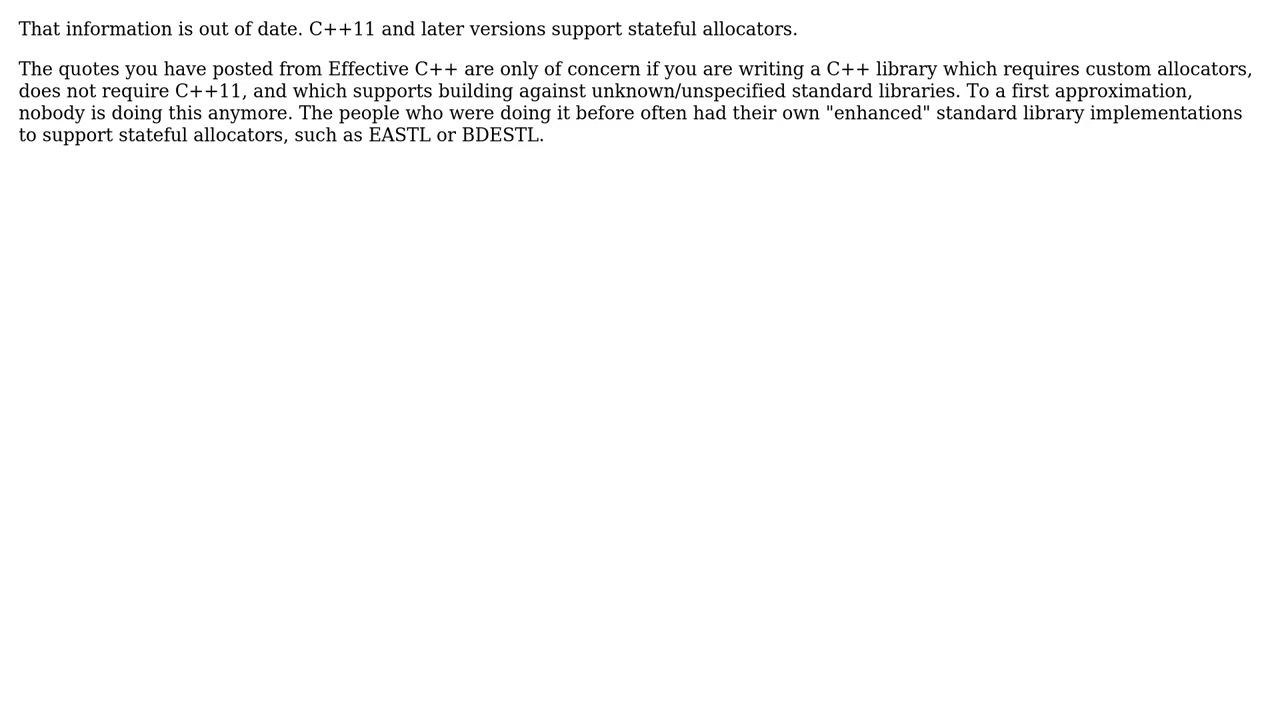 That information is out of date. C++11 and later versions support stateful allocators.
The quotes you have posted from Effective C++ are only of concern if you are writing a C++ library which requires custom allocators,
does not require C++11, and which supports building against unknown/unspecified standard libraries. To a first approximation,
nobody is doing this anymore. The people who were doing it before often had their own "enhanced" standard library implementations
to support stateful allocators, such as EASTL or BDESTL.